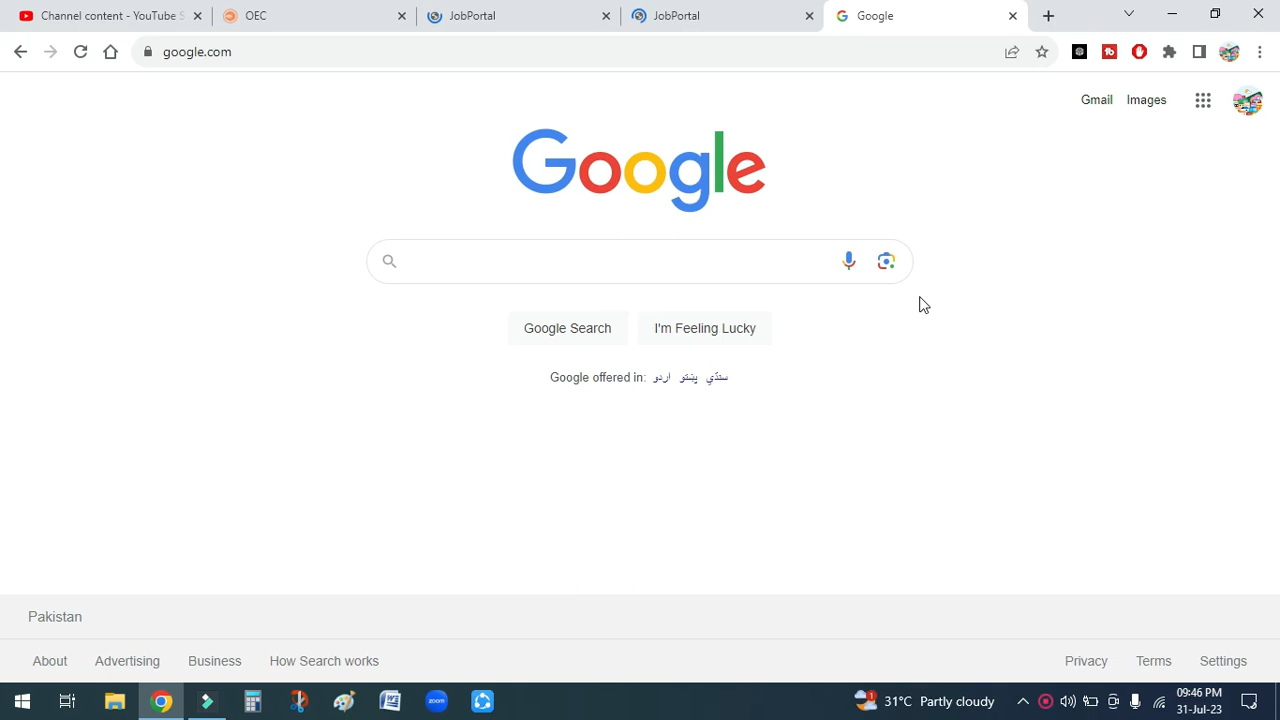 Channel content - YouTube S
OEC
JobPortal
JobPortal
Google
google.com
Gmail Images
Google
Google Search
I'm Feeling Lucky
Google offered in: اردو پښتو سنڌي
Pakistan
About Advertising Business How Search works
Privacy Terms Settings
zoom
1 31°C Partly cloudy
09:46 PM
31-Jul-23